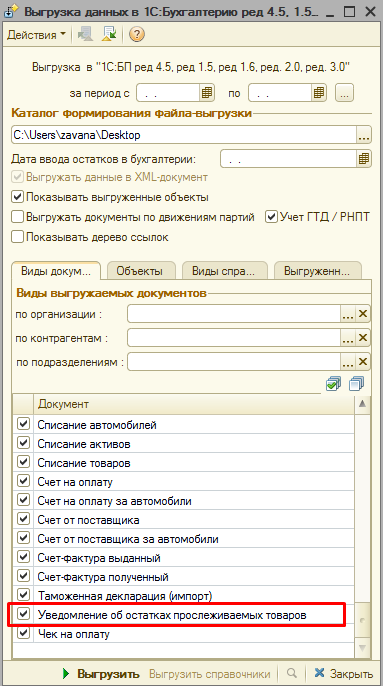 Выгрузка данных в 1С:Бухгалтерию ред 4.5, 1.5...
Действия
Выгрузка в "1С:БП ред 4.5, ред 1.5, ред 1.6, ред. 2.0, ред. 3.0"
за период с . . по . . ...
Каталог формирования файла-выгрузки
C:\Users\zavana\Desktop ...
Дата ввода остатков в бухгалтерии: . .
Выгружать данные в XML-документ
Показывать выгруженные объекты
Выгружать документы по движениям партий Учет ГТД / РНПТ
Показывать дерево ссылок
Виды докум... Объекты Виды спра... Выгруженн...
Виды выгружаемых документов
по организации : ...
по контрагентам : ...
по подразделениям : ...
Документ
Списание автомобилей
Списание активов
Списание товаров
Счет на оплату
Счет на оплату за автомобили
Счет от поставщика
Счет от поставщика за автомобили
Счет-фактура выданный
Счет-фактура полученный
Таможенная декларация (импорт)
Уведомление об остатках прослеживаемых товаров
Чек на оплату
Выгрузить Выгрузить справочники Закрыть